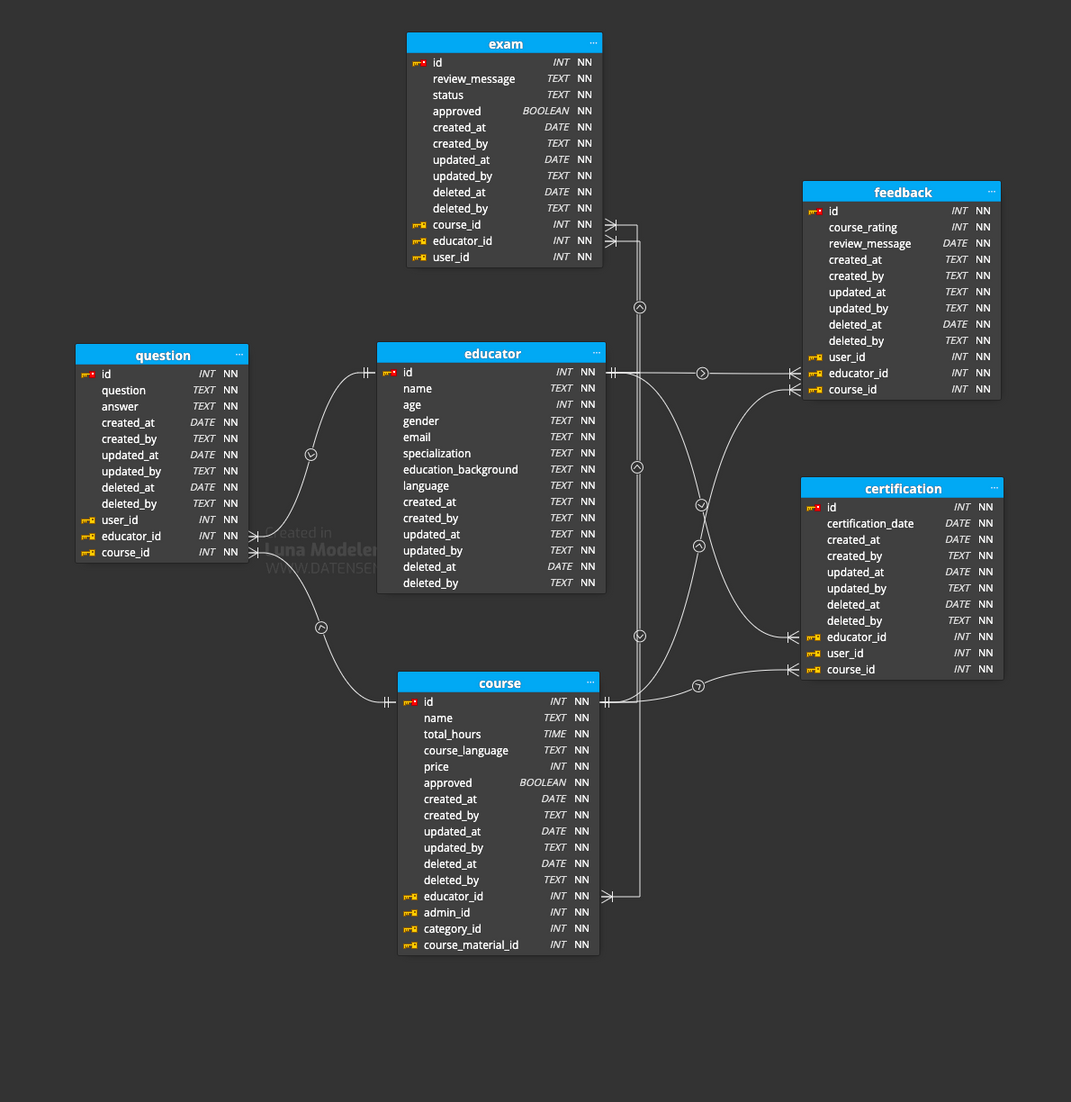 exam ...
id INT NN
review_message TEXT NN
status TEXT NN
approved BOOLEAN NN
created_at DATE NN
created_by TEXT NN
updated_at DATE NN
updated_by TEXT NN
deleted_at DATE NN
deleted_by TEXT NN
course_id INT NN
educator_id INT NN
user_id INT NN
feedback ...
id INT NN
course_rating INT NN
review_message DATE NN
created_at TEXT NN
created_by TEXT NN
updated_at TEXT NN
updated_by TEXT NN
deleted_at DATE NN
deleted_by TEXT NN
user_id INT NN
educator_id INT NN
course_id INT NN
question ...
id INT NN
question TEXT NN
answer TEXT NN
created_at DATE NN
created_by TEXT NN
updated_at DATE NN
updated_by TEXT NN
deleted_at DATE NN
deleted_by TEXT NN
user_id INT NN
educator_id INT NN
course_id INT NN
educator ...
id INT NN
name TEXT NN
age INT NN
gender TEXT NN
email TEXT NN
specialization TEXT NN
education_background TEXT NN
language TEXT NN
created_at TEXT NN
created_by TEXT NN
updated_at TEXT NN
updated_by TEXT NN
deleted_at DATE NN
deleted_by TEXT NN
Created in
Luna Modeler
WWW.DATENSEN
certification ...
id INT NN
certification_date DATE NN
created_at DATE NN
created_by TEXT NN
updated_at DATE NN
updated_by TEXT NN
deleted_at DATE NN
deleted_by TEXT NN
educator_id INT NN
user_id INT NN
course_id INT NN
course ...
id INT NN
name TEXT NN
total_hours TIME NN
course_language TEXT NN
price INT NN
approved BOOLEAN NN
created_at DATE NN
created_by TEXT NN
updated_at DATE NN
updated_by TEXT NN
deleted_at DATE NN
deleted_by TEXT NN
educator_id INT NN
admin_id INT NN
category_id INT NN
course_material_id INT NN